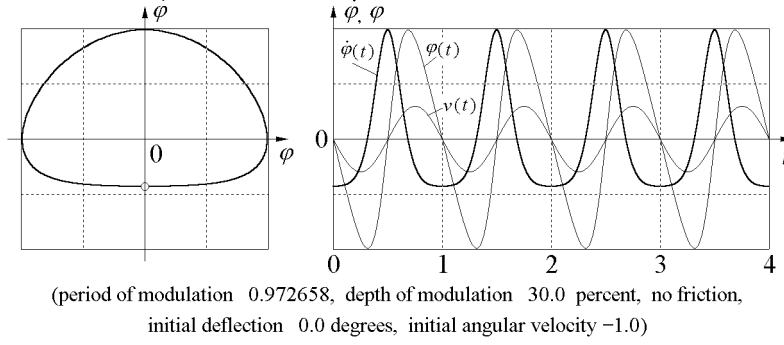 φ̇
φ̇, φ
φ̇(t)
φ(t)
v(t)
0
φ
0
0 1 2 3 4
(period of modulation 0.972658, depth of modulation 30.0 percent, no friction,
initial deflection 0.0 degrees, initial angular velocity −1.0)